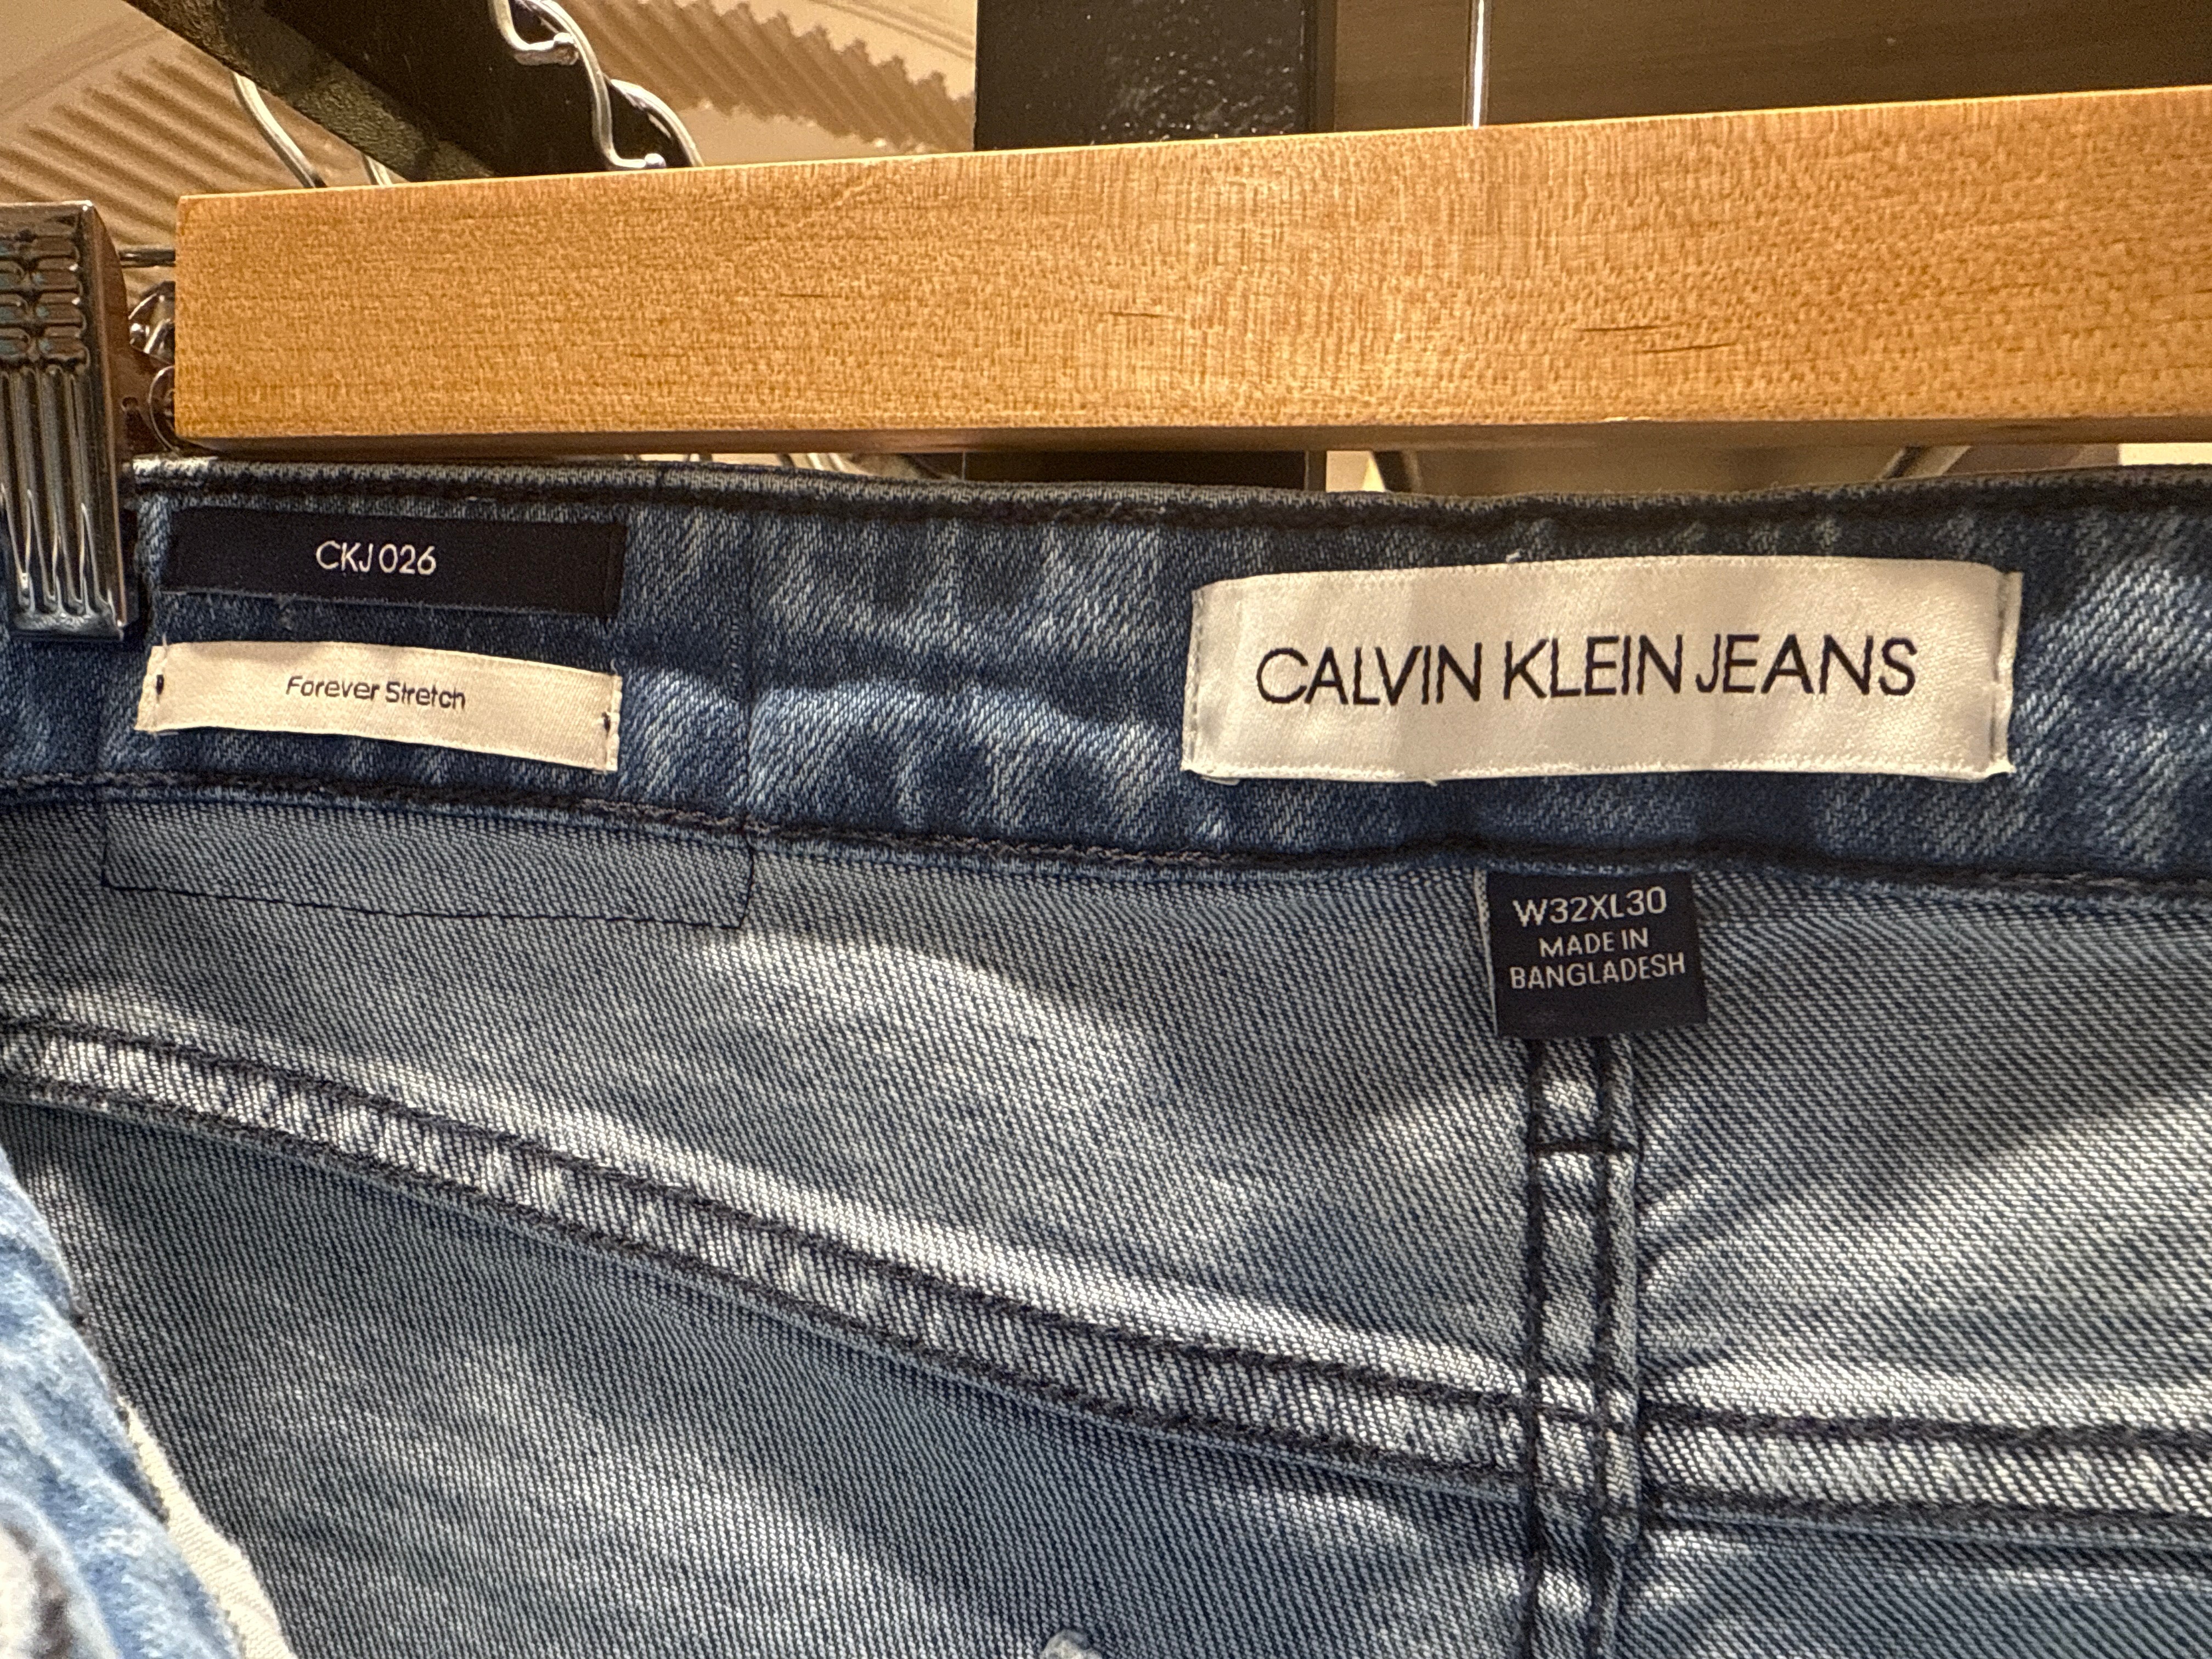 CKJ 026
Forever Stretch
CALVIN KLEIN JEANS
W32XL30
MADE IN
BANGLADESH